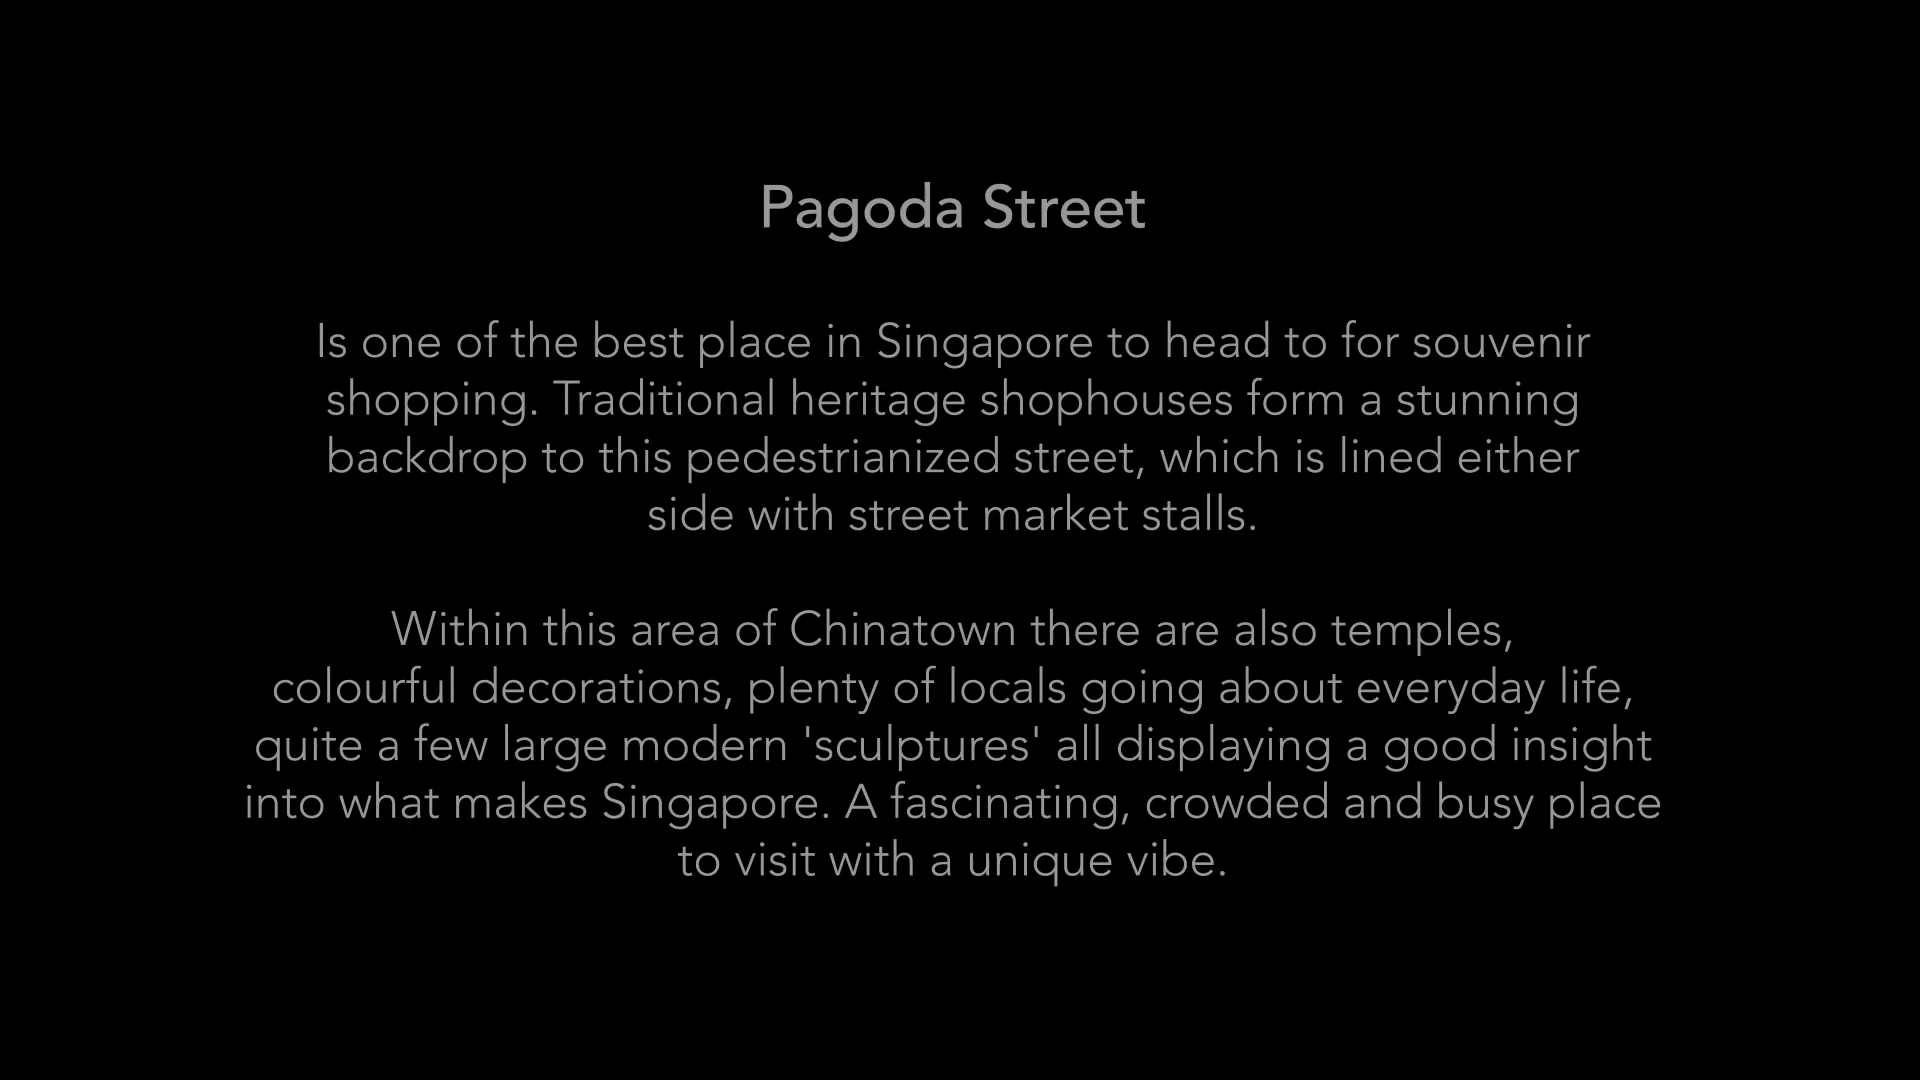 Pagoda Street
Is one of the best place in Singapore to head to for souvenir
shopping. Traditional heritage shophouses form a stunning
backdrop to this pedestrianized street, which is lined either
side with street market stalls.
Within this area of Chinatown there are also temples,
colourful decorations, plenty of locals going about everyday life,
quite a few large modern 'sculptures' all displaying a good insight
into what makes Singapore. A fascinating, crowded and busy place
to visit with a unique vibe.